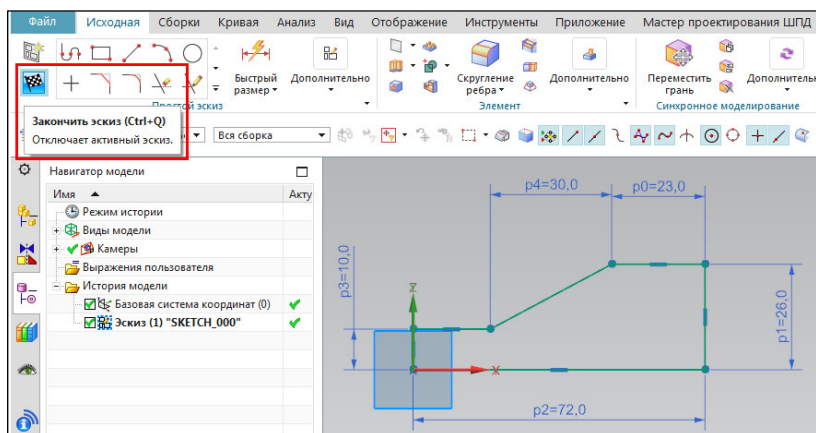 Файл Исходная Сборки Кривая Анализ Вид Отображение Инструменты Приложение Мастер проектирования ШПД
Быстрый размер
Дополнительно
Скругление ребра
Дополнительно
Переместить грань
Простой эскиз
Элемент
Синхронное моделирование
Закончить эскиз (Ctrl+Q)
Отключает активный эскиз.
Вся сборка
Навигатор модели
Имя Акту
Режим истории
Виды модели
Камеры
Выражения пользователя
История модели
Базовая система координат (0)
Эскиз (1) "SKETCH_000"
p4=30,0
p0=23,0
p3=10,0
p1=26,0
p2=72,0
Z
X